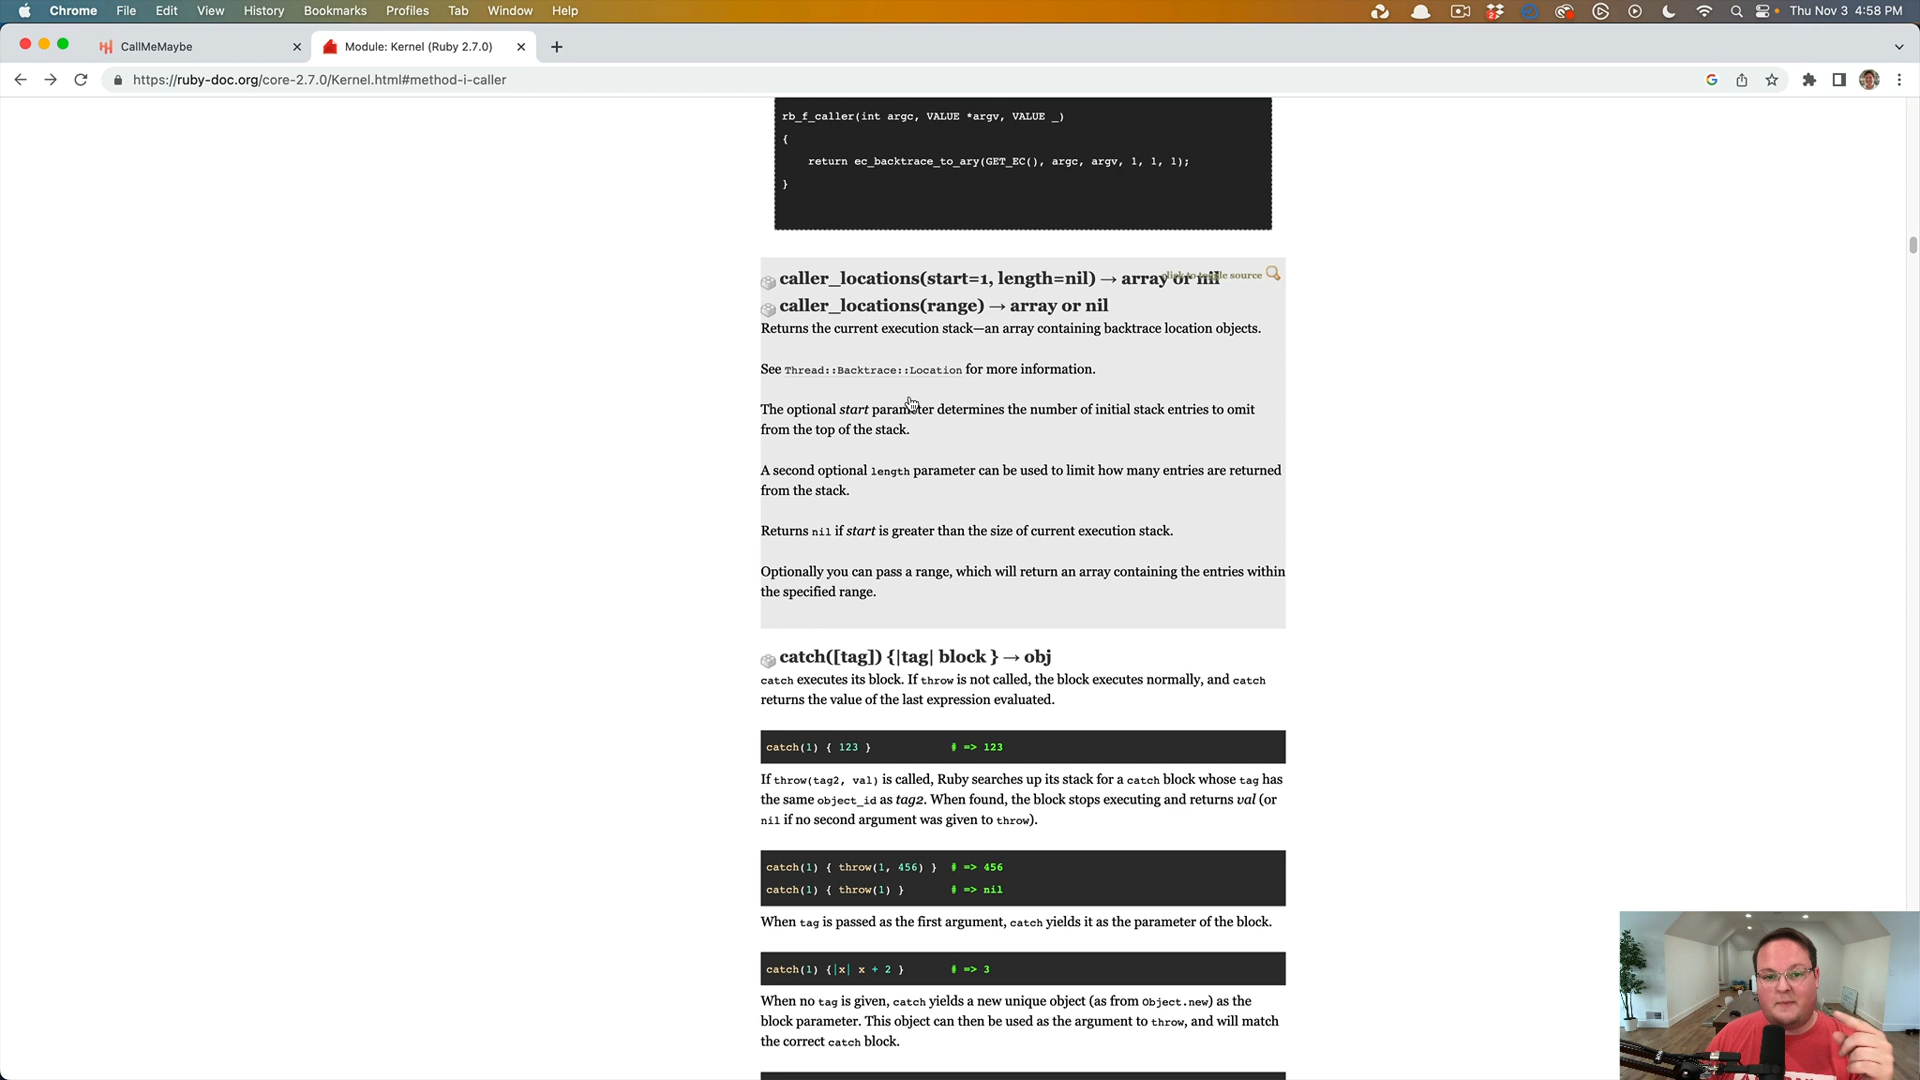 Chrome File Edit View History Bookmarks Profiles Tab Window Help Thu Nov 3 4:58 PM
CallMeMaybe Module: Kernel (Ruby 2.7.0)
https://ruby-doc.org/core-2.7.0/Kernel.html#method-i-caller
rb_f_caller(int argc, VALUE *argv, VALUE _)
{
return ec_backtrace_to_ary(GET_EC(), argc, argv, 1, 1, 1);
}
caller_locations(start=1, length=nil) → array or nil click to toggle source
caller_locations(range) → array or nil
Returns the current execution stack—an array containing backtrace location objects.
See Thread::Backtrace::Location for more information.
The optional start parameter determines the number of initial stack entries to omit
from the top of the stack.
A second optional length parameter can be used to limit how many entries are returned
from the stack.
Returns nil if start is greater than the size of current execution stack.
Optionally you can pass a range, which will return an array containing the entries within
the specified range.
catch([tag]) {|tag| block } → obj
catch executes its block. If throw is not called, the block executes normally, and catch
returns the value of the last expression evaluated.
catch(1) { 123 } # => 123
If throw(tag2, val) is called, Ruby searches up its stack for a catch block whose tag has
the same object_id as tag2. When found, the block stops executing and returns val (or
nil if no second argument was given to throw).
catch(1) { throw(1, 456) } # => 456
catch(1) { throw(1) } # => nil
When tag is passed as the first argument, catch yields it as the parameter of the block.
catch(1) {|x| x + 2 } # => 3
When no tag is given, catch yields a new unique object (as from Object.new) as the
block parameter. This object can then be used as the argument to throw, and will match
the correct catch block.